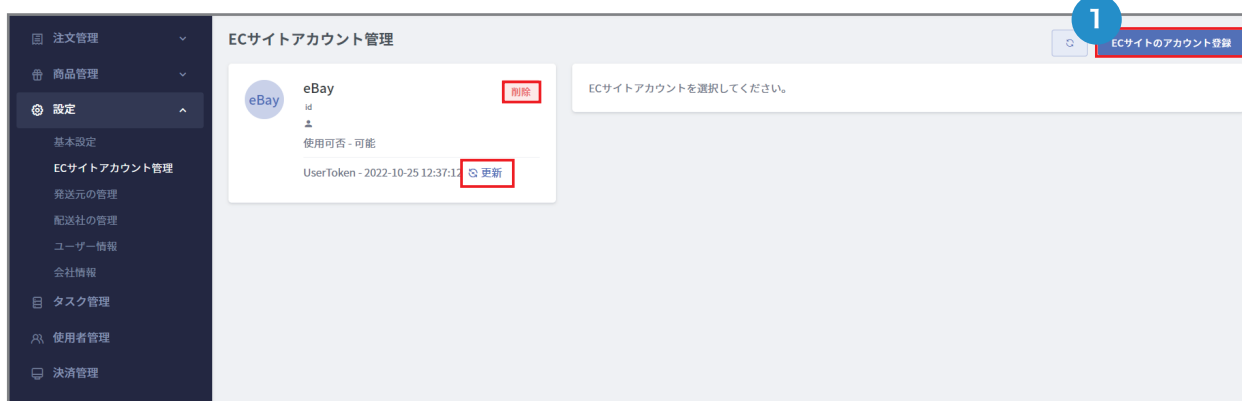 注文管理
商品管理
設定
基本設定
ECサイトアカウント管理
発送元の管理
配送社の管理
ユーザー情報
会社情報
タスク管理
使用者管理
決済管理
ECサイトアカウント管理
1
ECサイトのアカウント登録
eBay
eBay
削除
id
使用可否 - 可能
UserToken - 2022-10-25 12:37:12 更新
ECサイトアカウントを選択してください。